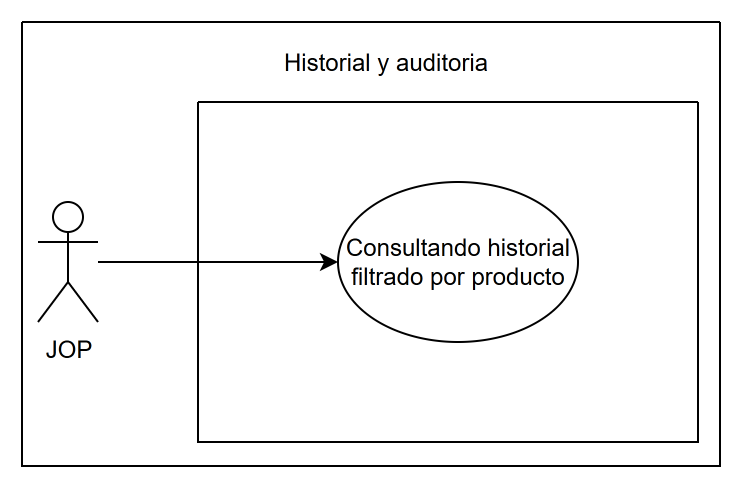 Historial y auditoria
Consultando historial
filtrado por producto
JOP